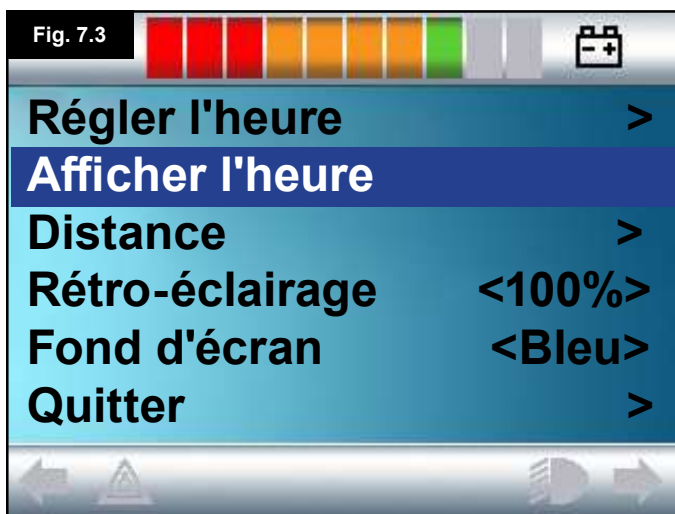 Fig. 7.3
Régler l'heure >
Afficher l'heure
Distance >
Rétro-éclairage <100%>
Fond d'écran <Bleu>
Quitter >